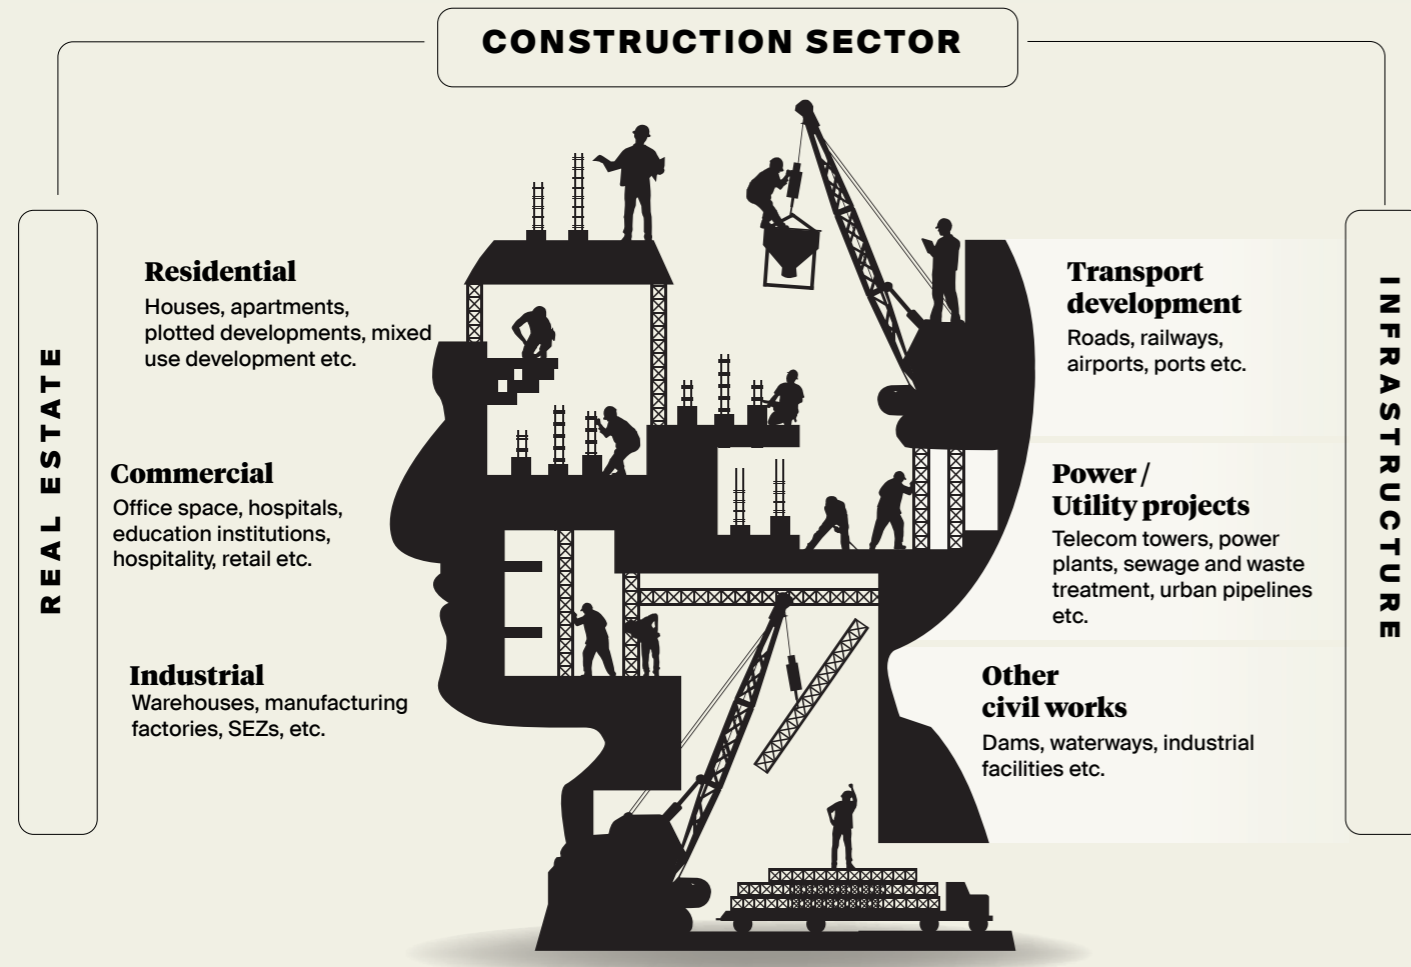 CONSTRUCTION SECTOR
REAL ESTATE
Residential
Houses, apartments,
plotted developments, mixed
use development etc.
Commercial
Office space, hospitals,
education institutions,
hospitality, retail etc.
Industrial
Warehouses, manufacturing
factories, SEZs, etc.
INFRASTRUCTURE
Transport
development
Roads, railways,
airports, ports etc.
Power /
Utility projects
Telecom towers, power
plants, sewage and waste
treatment, urban pipelines
etc.
Other
civil works
Dams, waterways, industrial
facilities etc.